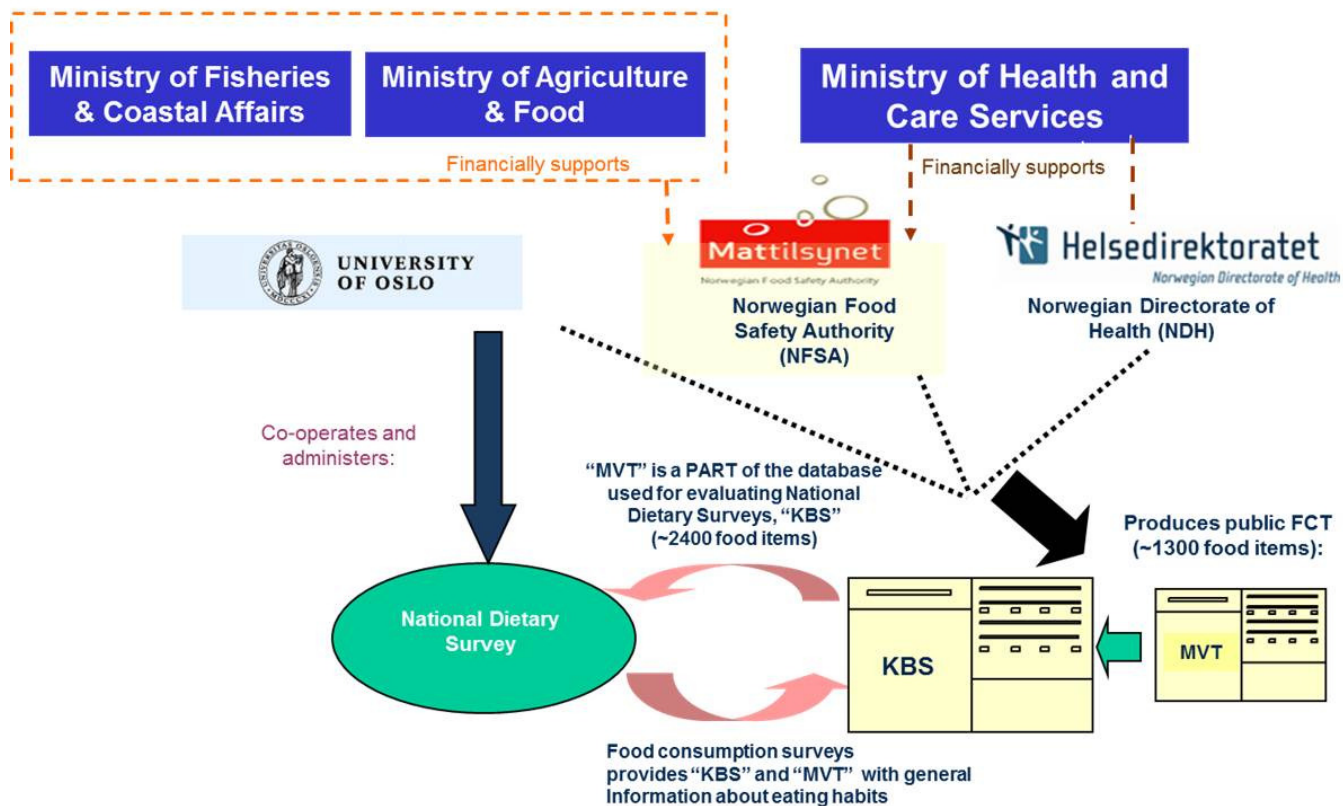 Ministry of Fisheries
& Coastal Affairs
Ministry of Agriculture
& Food
Ministry of Health and
Care Services
Financially supports
Financially supports
UNIVERSITAS OSLOENSIS
MDCCCXI
UNIVERSITY
OF OSLO
Mattilsynet
Norwegian Food Safety Authority
Norwegian Food
Safety Authority
(NFSA)
Helsedirektoratet
Norwegian Directorate of Health
Norwegian Directorate of
Health (NDH)
Co-operates and
administers:
“MVT” is a PART of the database
used for evaluating National
Dietary Surveys, “KBS”
(~2400 food items)
Produces public FCT
(~1300 food items):
National Dietary
Survey
KBS
MVT
Food consumption surveys
provides “KBS” and “MVT” with general
Information about eating habits